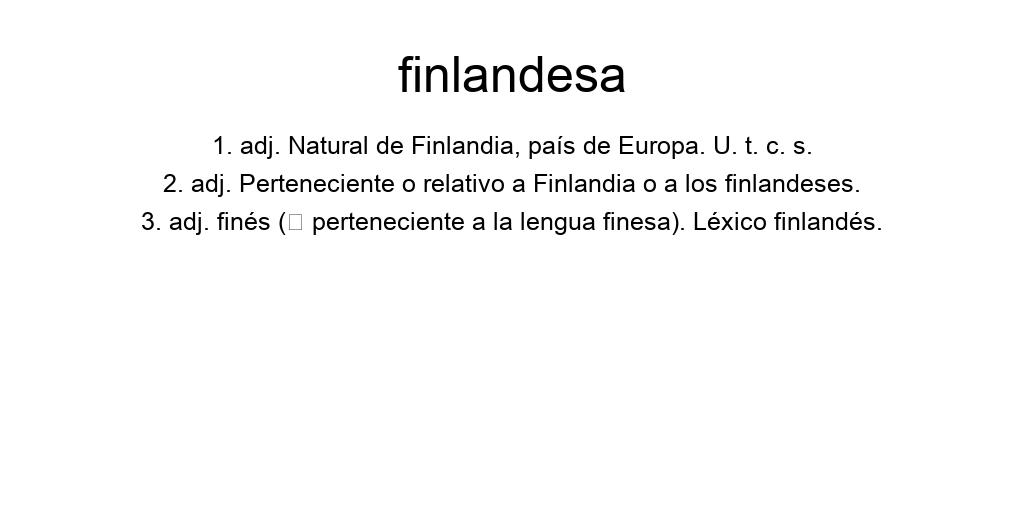 finlandesa
1. adj. Natural de Finlandia, país de Europa. U. t. c. s.
2. adj. Perteneciente o relativo a Finlandia o a los finlandeses.
3. adj. finés (□ perteneciente a la lengua finesa). Léxico finlandés.